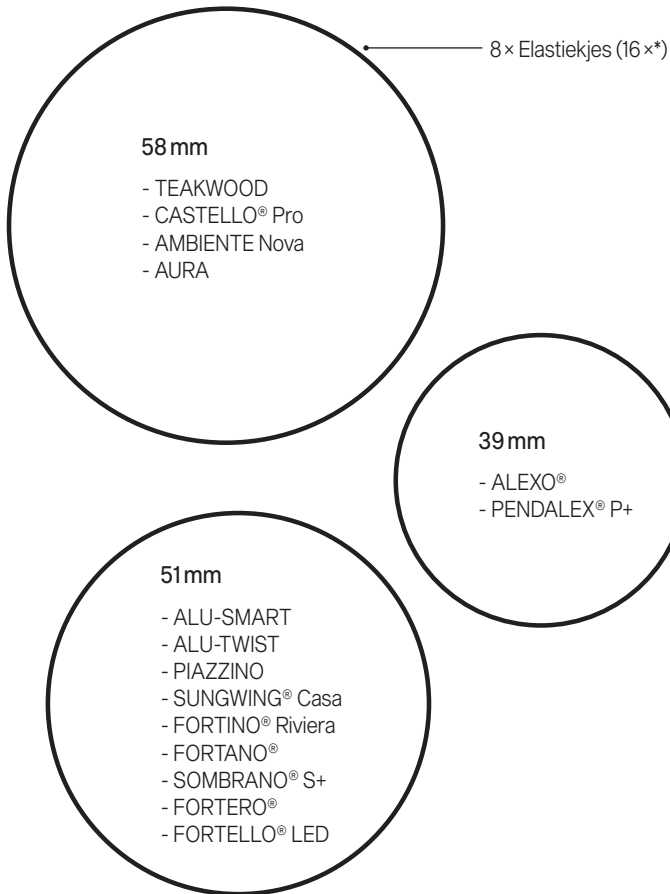 8× Elastiekjes (16×*)
58 mm
- TEAKWOOD
- CASTELLO® Pro
- AMBIENTE Nova
- AURA
39 mm
- ALEXO®
- PENDALEX® P+
51 mm
- ALU-SMART
- ALU-TWIST
- PIAZZINO
- SUNGWING® Casa
- FORTINO® Riviera
- FORTANO®
- SOMBRANO® S+
- FORTERO®
- FORTELLO® LED